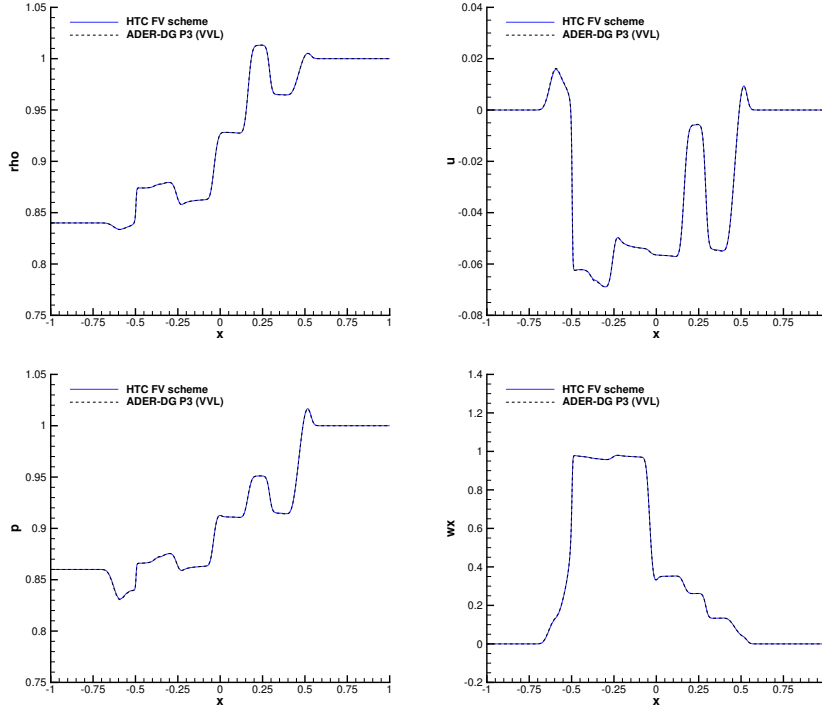 1.05
1
0.95
0.9
0.85
0.8
0.75
rho
HTC FV scheme
ADER-DG P3 (VVL)
-1 -0.75 -0.5 -0.25 0 0.25 0.5 0.75 1
x
0.04
0.02
0
-0.02
-0.04
-0.06
-0.08
u
HTC FV scheme
ADER-DG P3 (VVL)
-1 -0.75 -0.5 -0.25 0 0.25 0.5 0.75
x
1.05
1
0.95
0.9
0.85
0.8
0.75
p
HTC FV scheme
ADER-DG P3 (VVL)
-1 -0.75 -0.5 -0.25 0 0.25 0.5 0.75 1
x
1.4
1.2
1
0.8
0.6
0.4
0.2
0
-0.2
wx
HTC FV scheme
ADER-DG P3 (VVL)
-1 -0.75 -0.5 -0.25 0 0.25 0.5 0.75
x